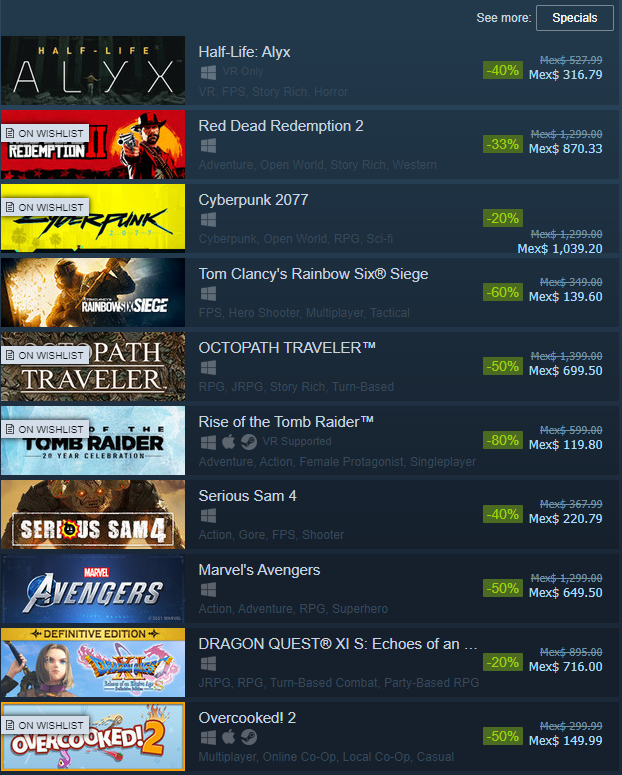 See more: Specials
HALF-LIFE
ALYX
Half-Life: Alyx
VR Only
VR, FPS, Story Rich, Horror
-40%
Mex$ 527.99
Mex$ 316.79
ON WISHLIST
REDEMPTION II
Red Dead Redemption 2
Adventure, Open World, Story Rich, Western
-33%
Mex$ 1,299.00
Mex$ 870.33
ON WISHLIST
CYBERPUNK
2077
Cyberpunk 2077
Cyberpunk, Open World, RPG, Sci-fi
-20%
Mex$ 1,299.00
Mex$ 1,039.20
TOM CLANCY'S
RAINBOW SIX SIEGE
Tom Clancy's Rainbow Six® Siege
FPS, Hero Shooter, Multiplayer, Tactical
-60%
Mex$ 349.00
Mex$ 139.60
ON WISHLIST
OCTOPATH
TRAVELER
OCTOPATH TRAVELER™
RPG, JRPG, Story Rich, Turn-Based
-50%
Mex$ 1,399.00
Mex$ 699.50
ON WISHLIST
OF THE
TOMB RAIDER
20 YEAR CELEBRATION
Rise of the Tomb Raider™
VR Supported
Adventure, Action, Female Protagonist, Singleplayer
-80%
Mex$ 599.00
Mex$ 119.80
SERIOUS SAM 4
Serious Sam 4
Action, Gore, FPS, Shooter
-40%
Mex$ 367.99
Mex$ 220.79
MARVEL
AVENGERS
Marvel's Avengers
Action, Adventure, RPG, Superhero
-50%
Mex$ 1,299.00
Mex$ 649.50
DEFINITIVE EDITION
DRAGON QUEST
XI S
DRAGON QUEST® XI S: Echoes of an ...
JRPG, RPG, Turn-Based Combat, Party-Based RPG
-20%
Mex$ 895.00
Mex$ 716.00
ON WISHLIST
OVERCOOKED! 2
Overcooked! 2
Multiplayer, Online Co-Op, Local Co-Op, Casual
-50%
Mex$ 299.99
Mex$ 149.99